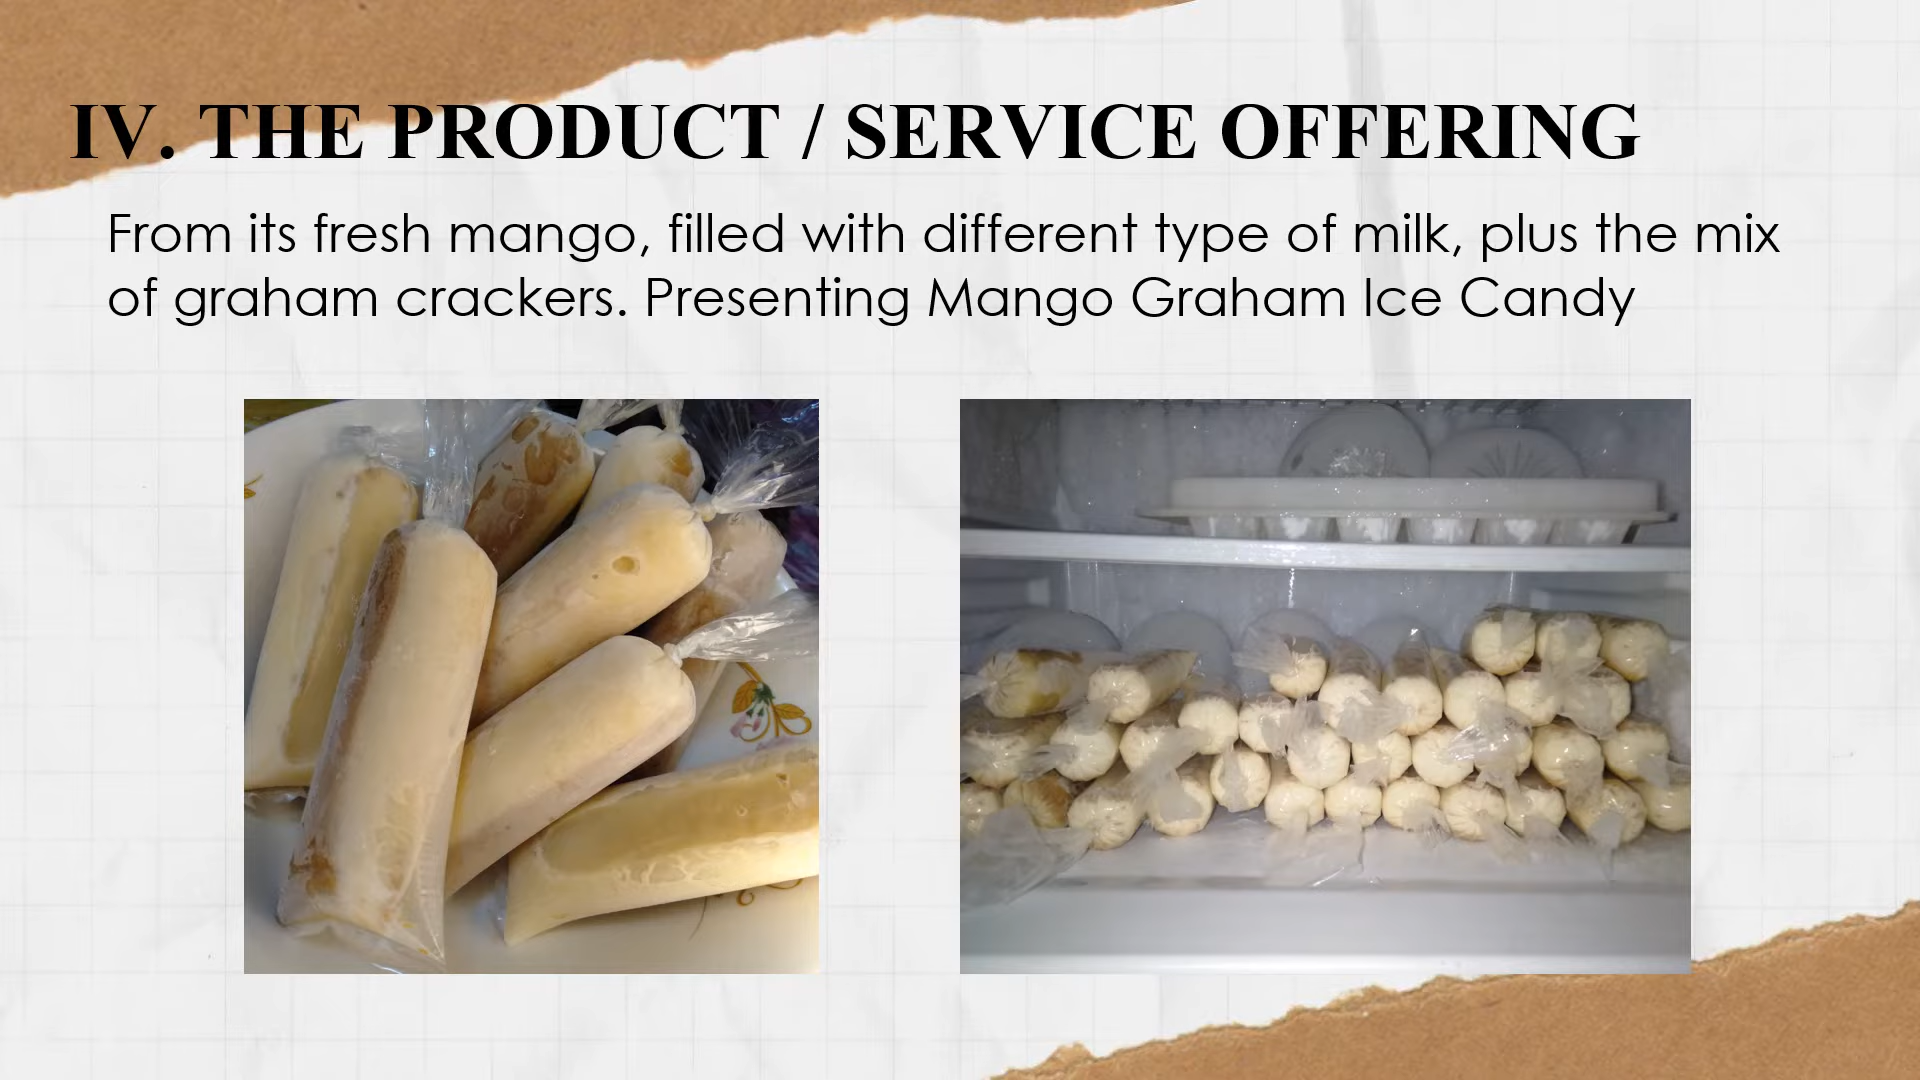 IV. THE PRODUCT / SERVICE OFFERING
From its fresh mango, filled with different type of milk, plus the mix
of graham crackers. Presenting Mango Graham Ice Candy